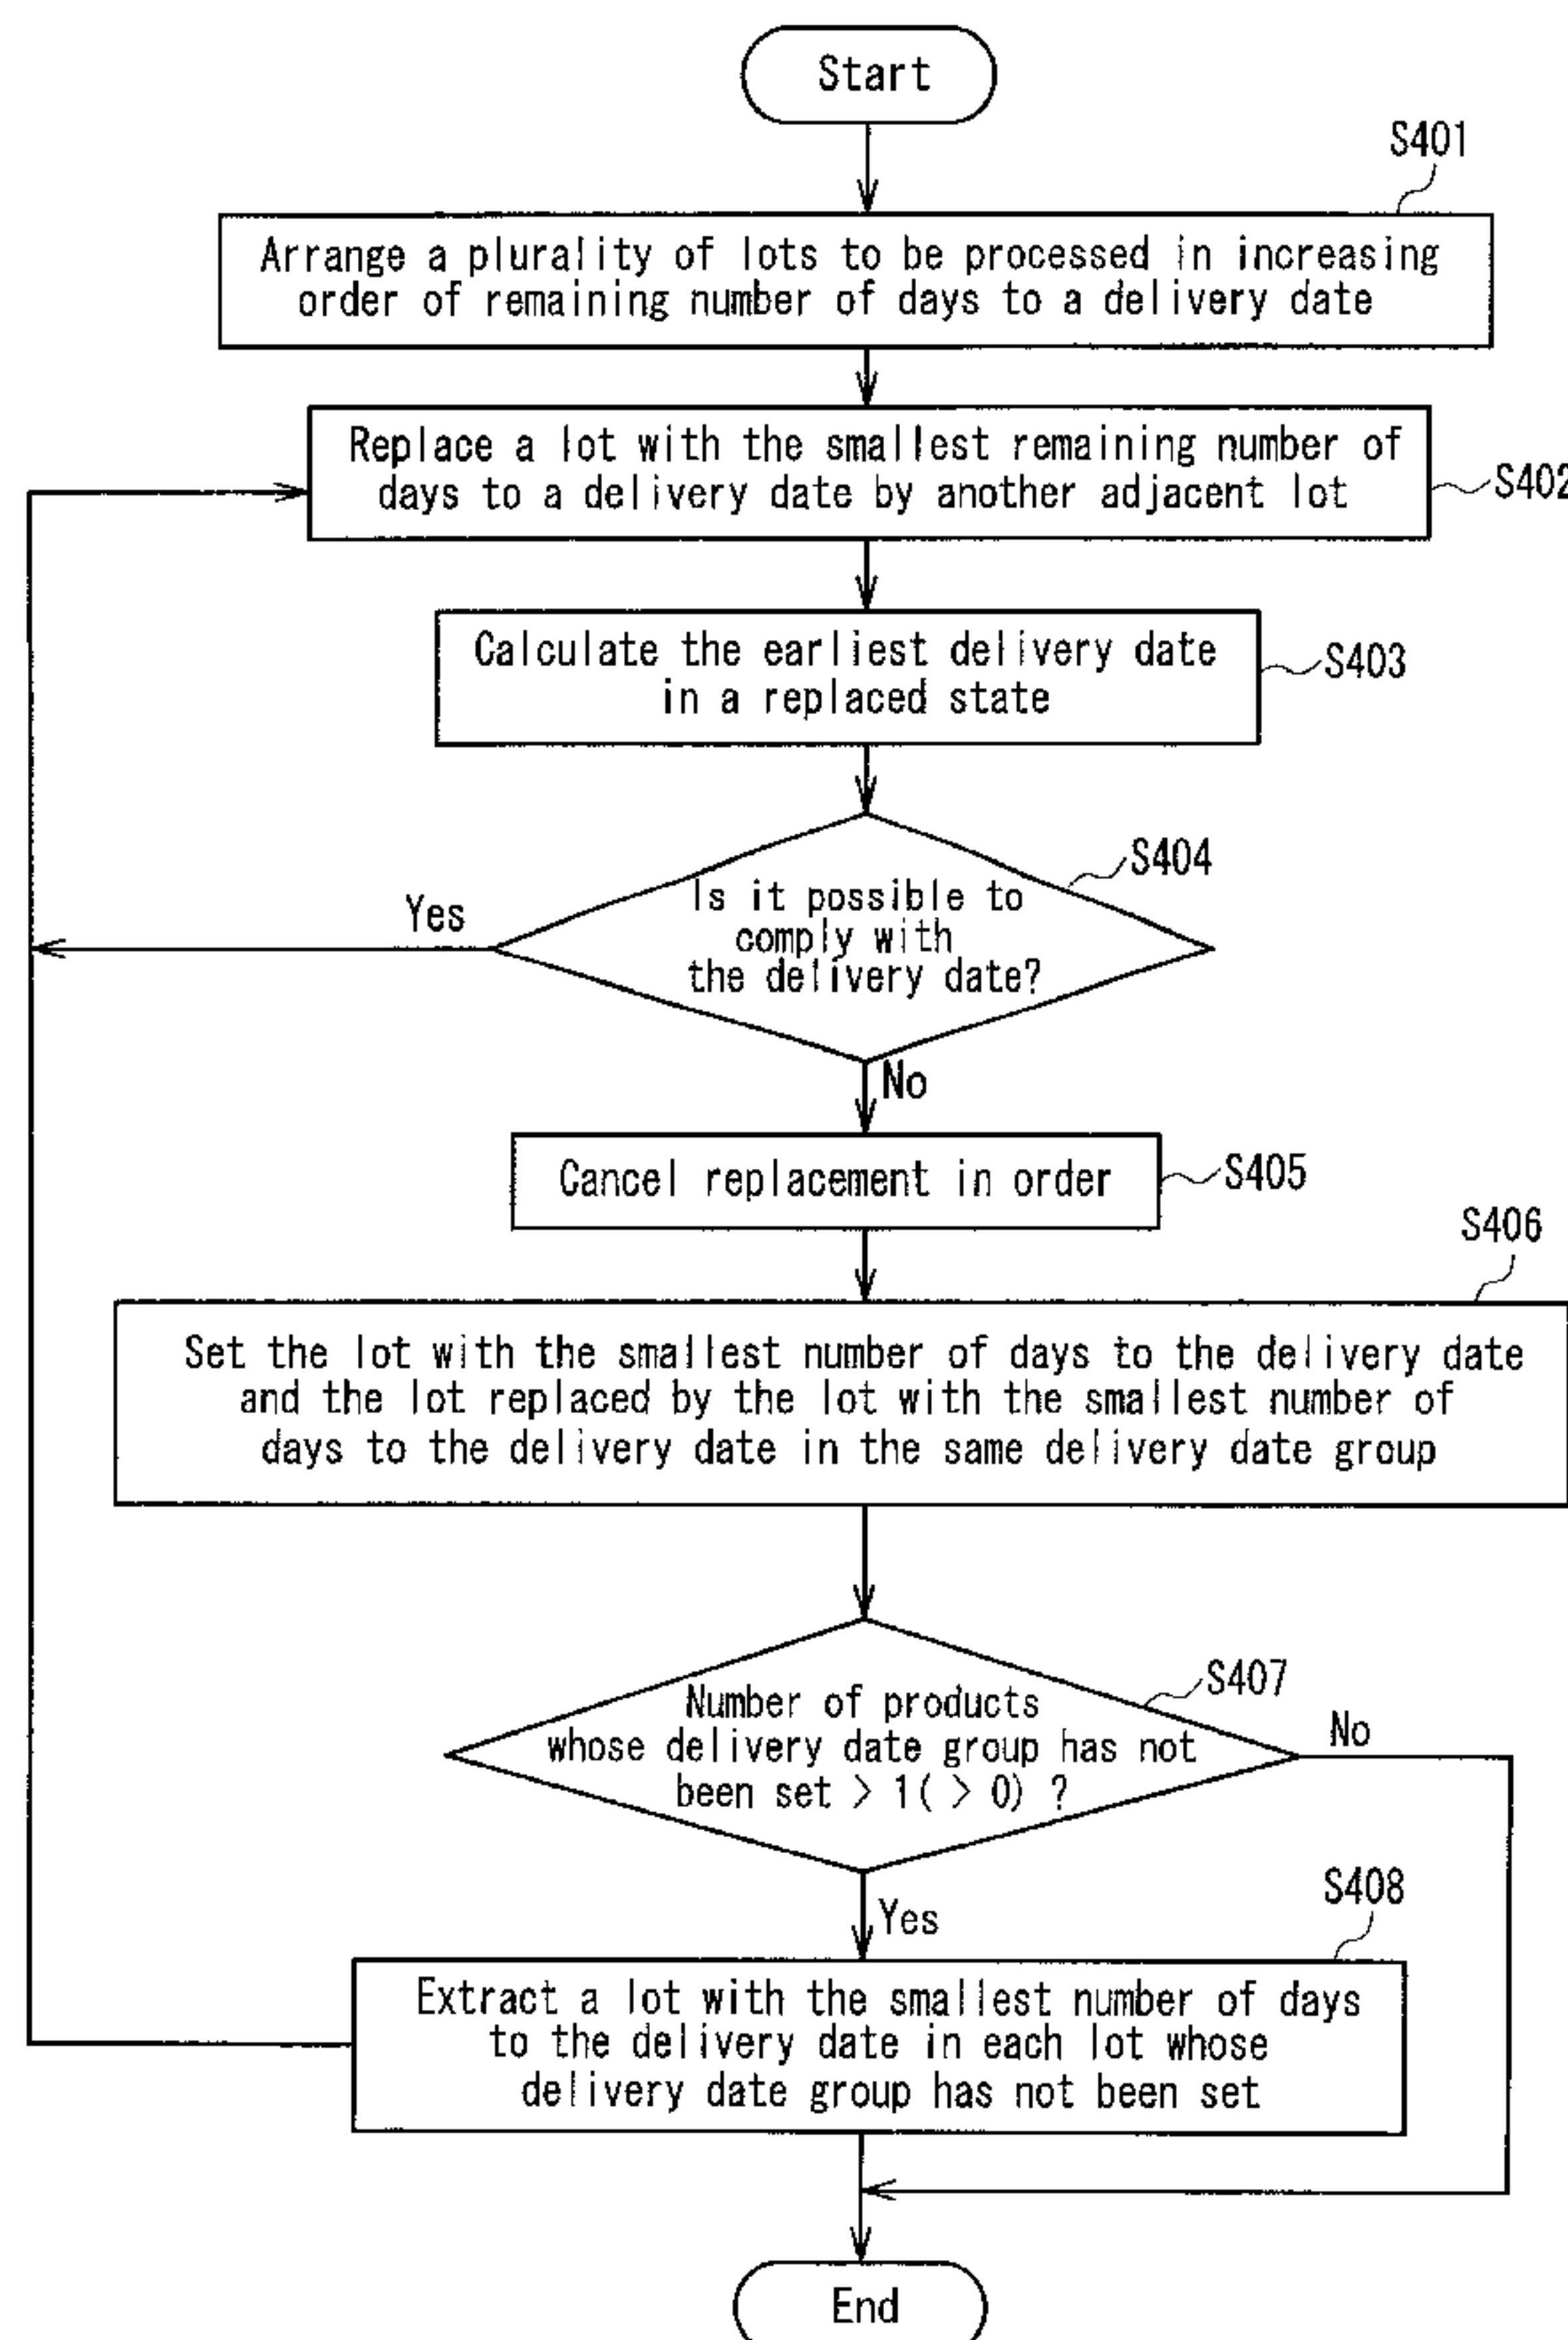 Start
S401
Arrange a plurality of lots to be processed in increasing
order of remaining number of days to a delivery date
Replace a lot with the smallest remaining number of
days to a delivery date by another adjacent lot
S402
Calculate the earliest delivery date
in a replaced state
S403
S404
Is it possible to
comply with
the delivery date?
Yes
No
Cancel replacement in order
S405
S406
Set the lot with the smallest number of days to the delivery date
and the lot replaced by the lot with the smallest number of
days to the delivery date in the same delivery date group
S407
Number of products
whose delivery date group has not
been set > 1( > 0) ?
No
Yes
S408
Extract a lot with the smallest number of days
to the delivery date in each lot whose
delivery date group has not been set
End